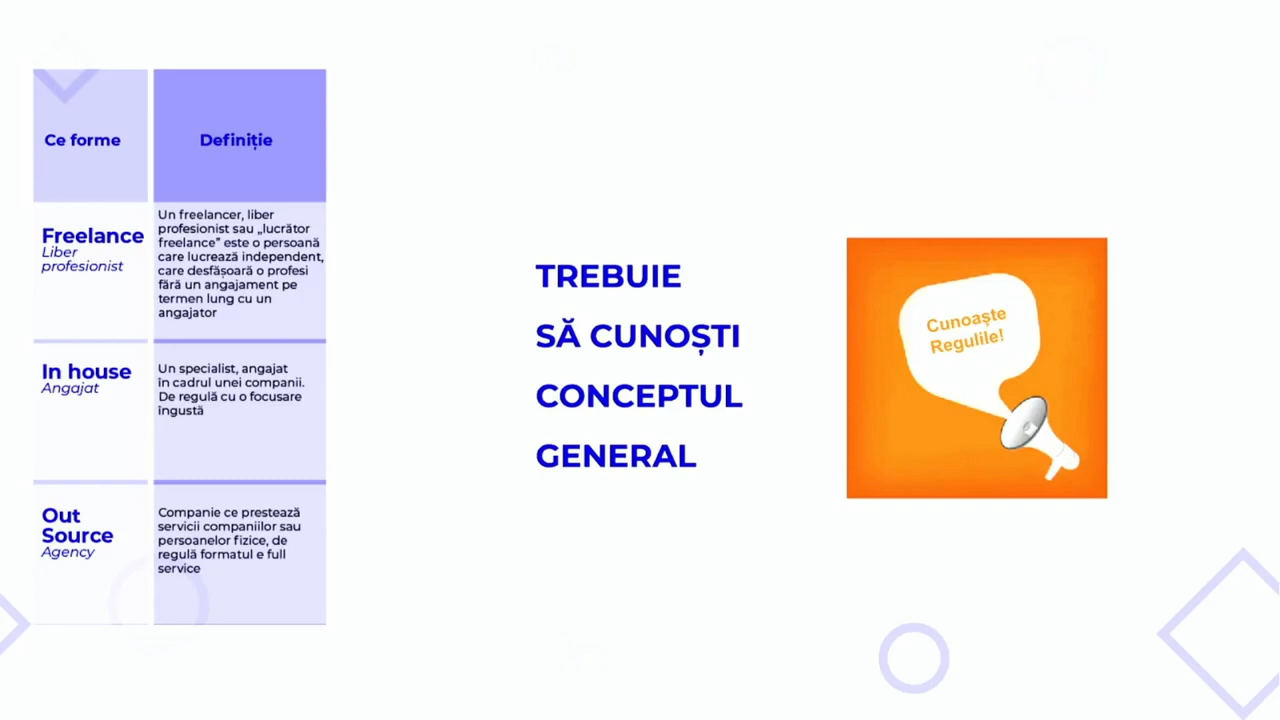 Ce forme
Definiție
Freelance
Liber
profesionist
Un freelancer, liber
profesionist sau „lucrător
freelance” este o persoană
care lucrează independent,
care desfășoară o profesi
fără un angajament pe
termen lung cu un
angajator
In house
Angajat
Un specialist, angajat
în cadrul unei companii.
De regulă cu o focusare
îngustă
Out
Source
Agency
Companie ce prestează
servicii companiilor sau
persoanelor fizice, de
regulă formatul e full
service
TREBUIE
SĂ CUNOȘTI
CONCEPTUL
GENERAL
Cunoaşte
Regulile!